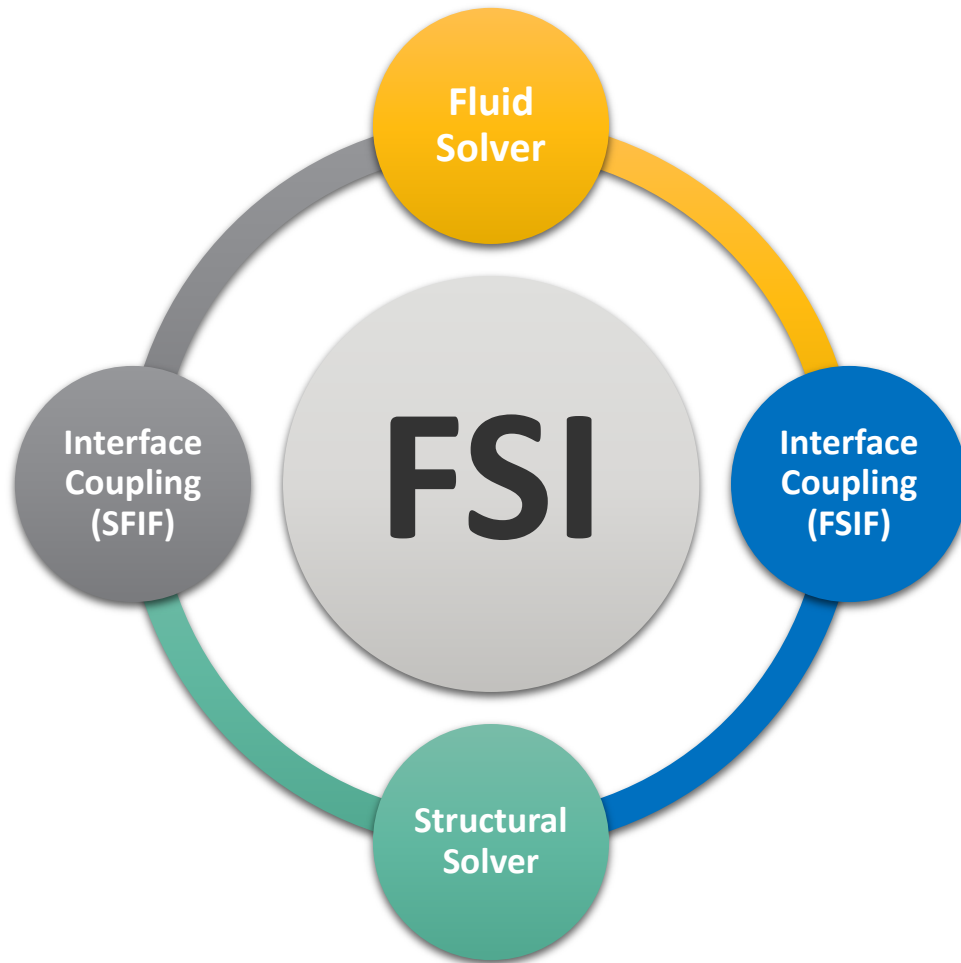 Fluid
Solver
Interface
Coupling
(SFIF)
FSI
Interface
Coupling
(FSIF)
Structural
Solver